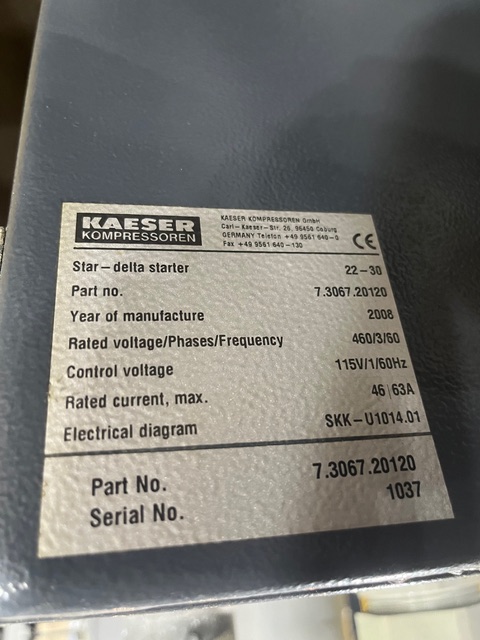 KAESER
KOMPRESSOREN
KAESER KOMPRESSOREN GmbH
Carl-Kaeser-Str. 26, 96450 Coburg
GERMANY Telefon +49 9561 640-0
Fax +49 9561 640-130
CE
Star-delta starter 22-30
Part no. 7.3067.20120
Year of manufacture 2008
Rated voltage/Phases/Frequency 460/3/60
Control voltage 115V/1/60Hz
Rated current, max. 46|63A
Electrical diagram SKK-U1014.01
Part No. 7.3067.20120
Serial No. 1037